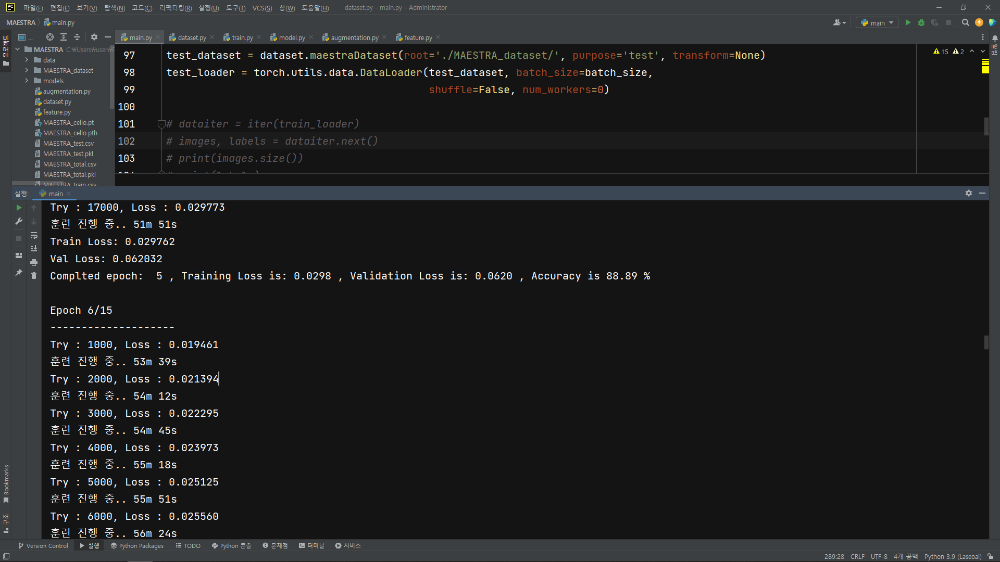 PC 파일(F) 편집(E) 보기(V) 탐색(N) 코드(C) 리팩터링(R) 실행(U) 도구(T) VCS(S) 창(W) 도움말(H) dataset.py - main.py - Administrator
MAESTRA main.py main
프로젝트
...
main.py dataset.py train.py model.py augmentation.py feature.py
알림
MAESTRA C:₩Users₩user₩P
data
MAESTRA_dataset
models
augmentation.py
dataset.py
feature.py
MAESTRA_cello.pt
MAESTRA_cello.pth
MAESTRA_test.csv
MAESTRA_test.pkl
MAESTRA_total.csv
MAESTRA_total.pkl
MAESTRA_train.csv
15 2
97 test_dataset = dataset.maestraDataset(root='./MAESTRA_dataset/', purpose='test', transform=None)
98 test_loader = torch.utils.data.DataLoader(test_dataset, batch_size=batch_size,
99 shuffle=False, num_workers=0)
100
101 # dataiter = iter(train_loader)
102 # images, labels = dataiter.next()
103 # print(images.size())
실행: main
Try : 17000, Loss : 0.029773
훈련 진행 중.. 51m 51s
Train Loss: 0.029762
Val Loss: 0.062032
Complted epoch:  5 , Training Loss is: 0.0298 , Validation Loss is: 0.0620 , Accuracy is 88.89 %
Epoch 6/15
--------------------
Try : 1000, Loss : 0.019461
훈련 진행 중.. 53m 39s
Try : 2000, Loss : 0.021394
훈련 진행 중.. 54m 12s
Try : 3000, Loss : 0.022295
훈련 진행 중.. 54m 45s
Try : 4000, Loss : 0.023973
훈련 진행 중.. 55m 18s
Try : 5000, Loss : 0.025125
훈련 진행 중.. 55m 51s
Try : 6000, Loss : 0.025560
훈련 진행 중.. 56m 24s
Bookmarks
구조
Version Control 실행 Python Packages TODO Python 콘솔 문제점 터미널 서비스
289:28 CRLF UTF-8 4개 공백 Python 3.9 (Laseoal)